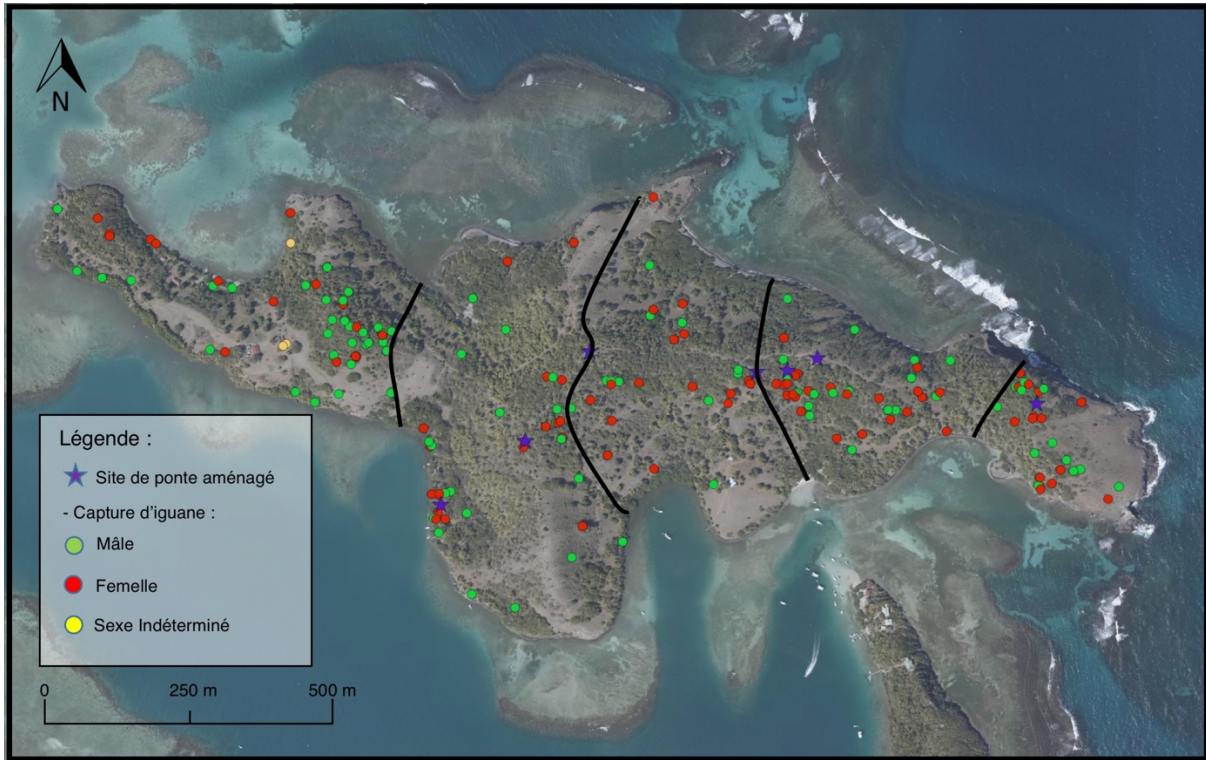 N
Légende :
Site de ponte aménagé
- Capture d'iguane :
Mâle
Femelle
Sexe Indéterminé
0 250 m 500 m